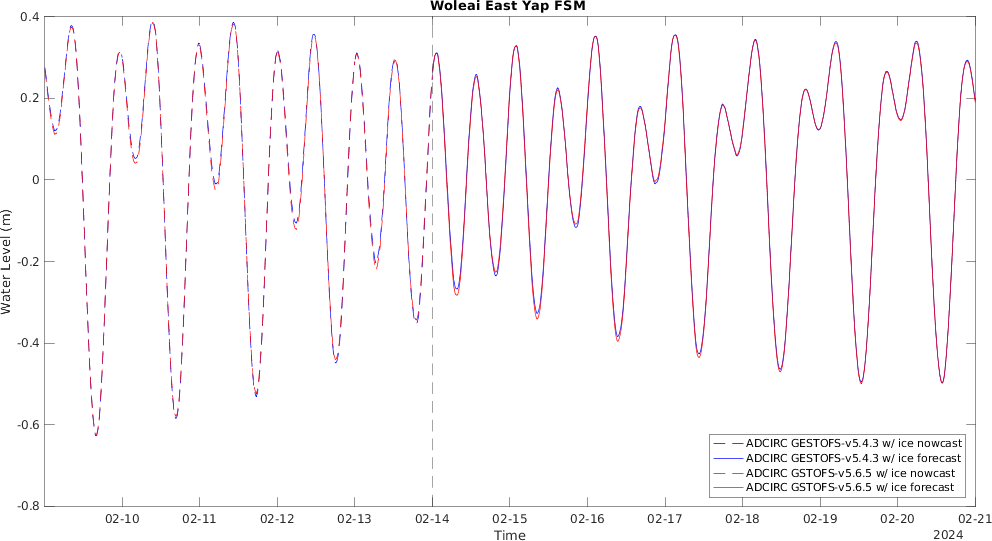 Woleai East Yap FSM
0.4
0.2
0
-0.2
-0.4
-0.6
-0.8
Water Level (m)
ADCIRC GESTOFS-v5.4.3 w/ ice nowcast
ADCIRC GESTOFS-v5.4.3 w/ ice forecast
ADCIRC GSTOFS-v5.6.5 w/ ice nowcast
ADCIRC GSTOFS-v5.6.5 w/ ice forecast
02-10 02-11 02-12 02-13 02-14 02-15 02-16 02-17 02-18 02-19 02-20 02-21
Time
2024